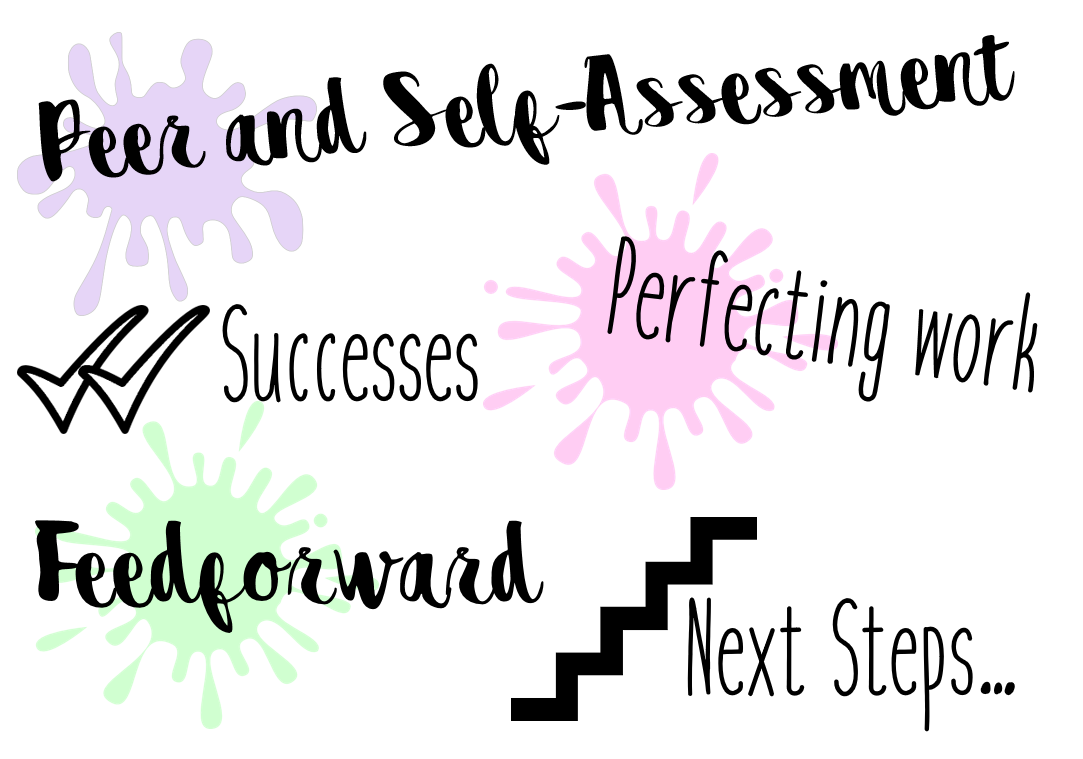 Peer and Self-Assessment
Perfecting work
Successes
Feedforward
Next Steps...